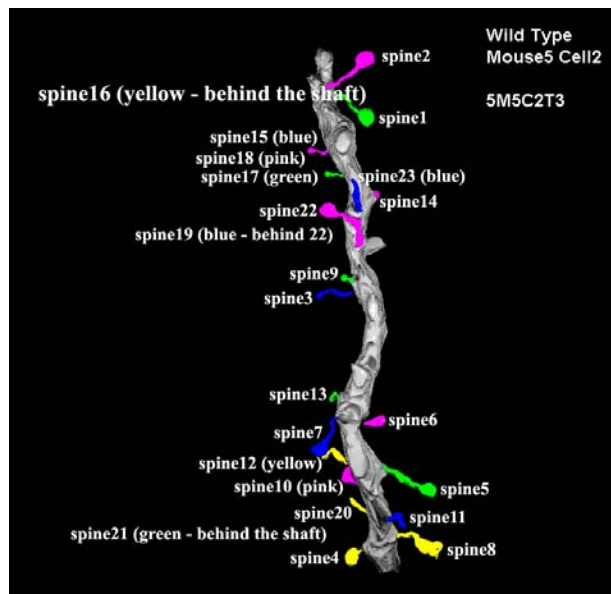 Wild Type
Mouse5 Cell2
5M5C2T3
spine2
spine16 (yellow - behind the shaft)
spine1
spine15 (blue)
spine18 (pink)
spine17 (green)
spine23 (blue)
spine14
spine22
spine19 (blue - behind 22)
spine9
spine3
spine13
spine6
spine7
spine12 (yellow)
spine10 (pink)
spine5
spine20
spine11
spine21 (green - behind the shaft)
spine4
spine8